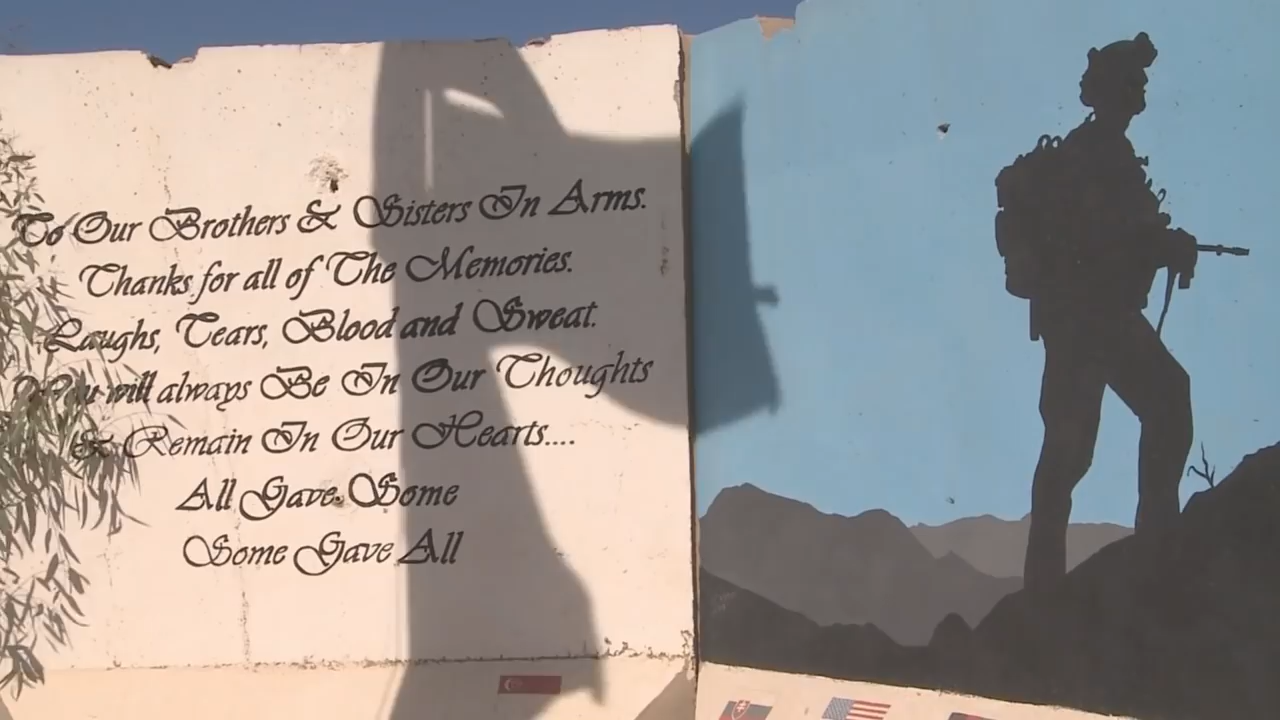 To Our Brothers & Sisters In Arms.
Thanks for all of The Memories.
Laughs, Tears, Blood and Sweat.
You will always Be In Our Thoughts
& Remain In Our Hearts....
All Gave Some
Some Gave All